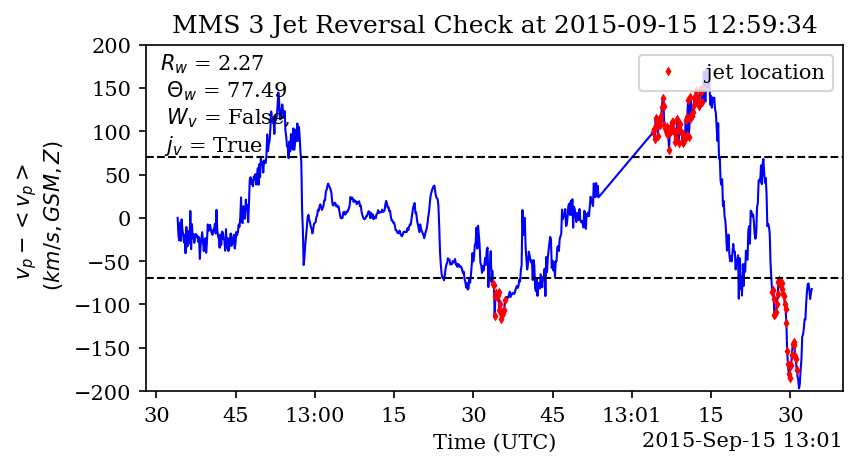 MMS 3 Jet Reversal Check at 2015-09-15 12:59:34
R_w = 2.27
Θ_w = 77.49
W_v = False,
j_v = True
jet location
200
150
100
50
0
−50
−100
−150
−200
v_p − < v_p >
(km/s, GSM, Z)
30 45 13:00 15 30 45 13:01 15 30
Time (UTC)
2015-Sep-15 13:01